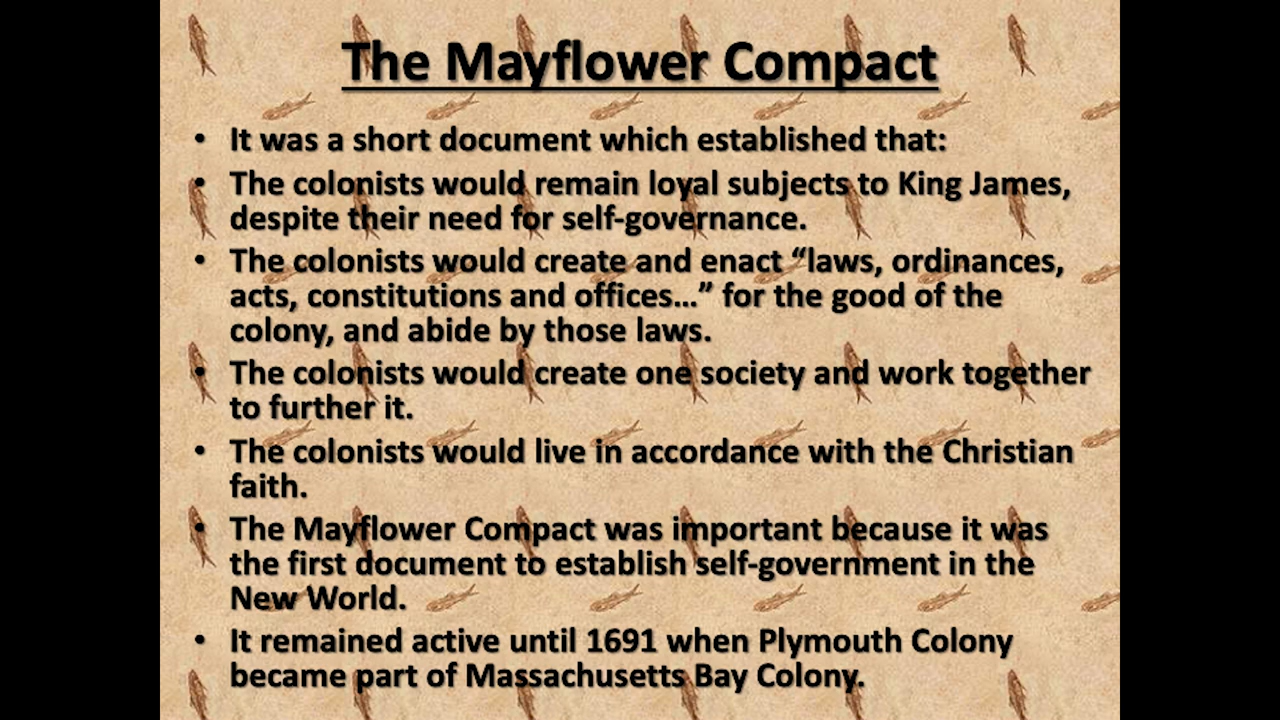 The Mayflower Compact
• It was a short document which established that:
• The colonists would remain loyal subjects to King James,
despite their need for self-governance.
• The colonists would create and enact “laws, ordinances,
acts, constitutions and offices…” for the good of the
colony, and abide by those laws.
• The colonists would create one society and work together
to further it.
• The colonists would live in accordance with the Christian
faith.
• The Mayflower Compact was important because it was
the first document to establish self-government in the
New World.
• It remained active until 1691 when Plymouth Colony
became part of Massachusetts Bay Colony.